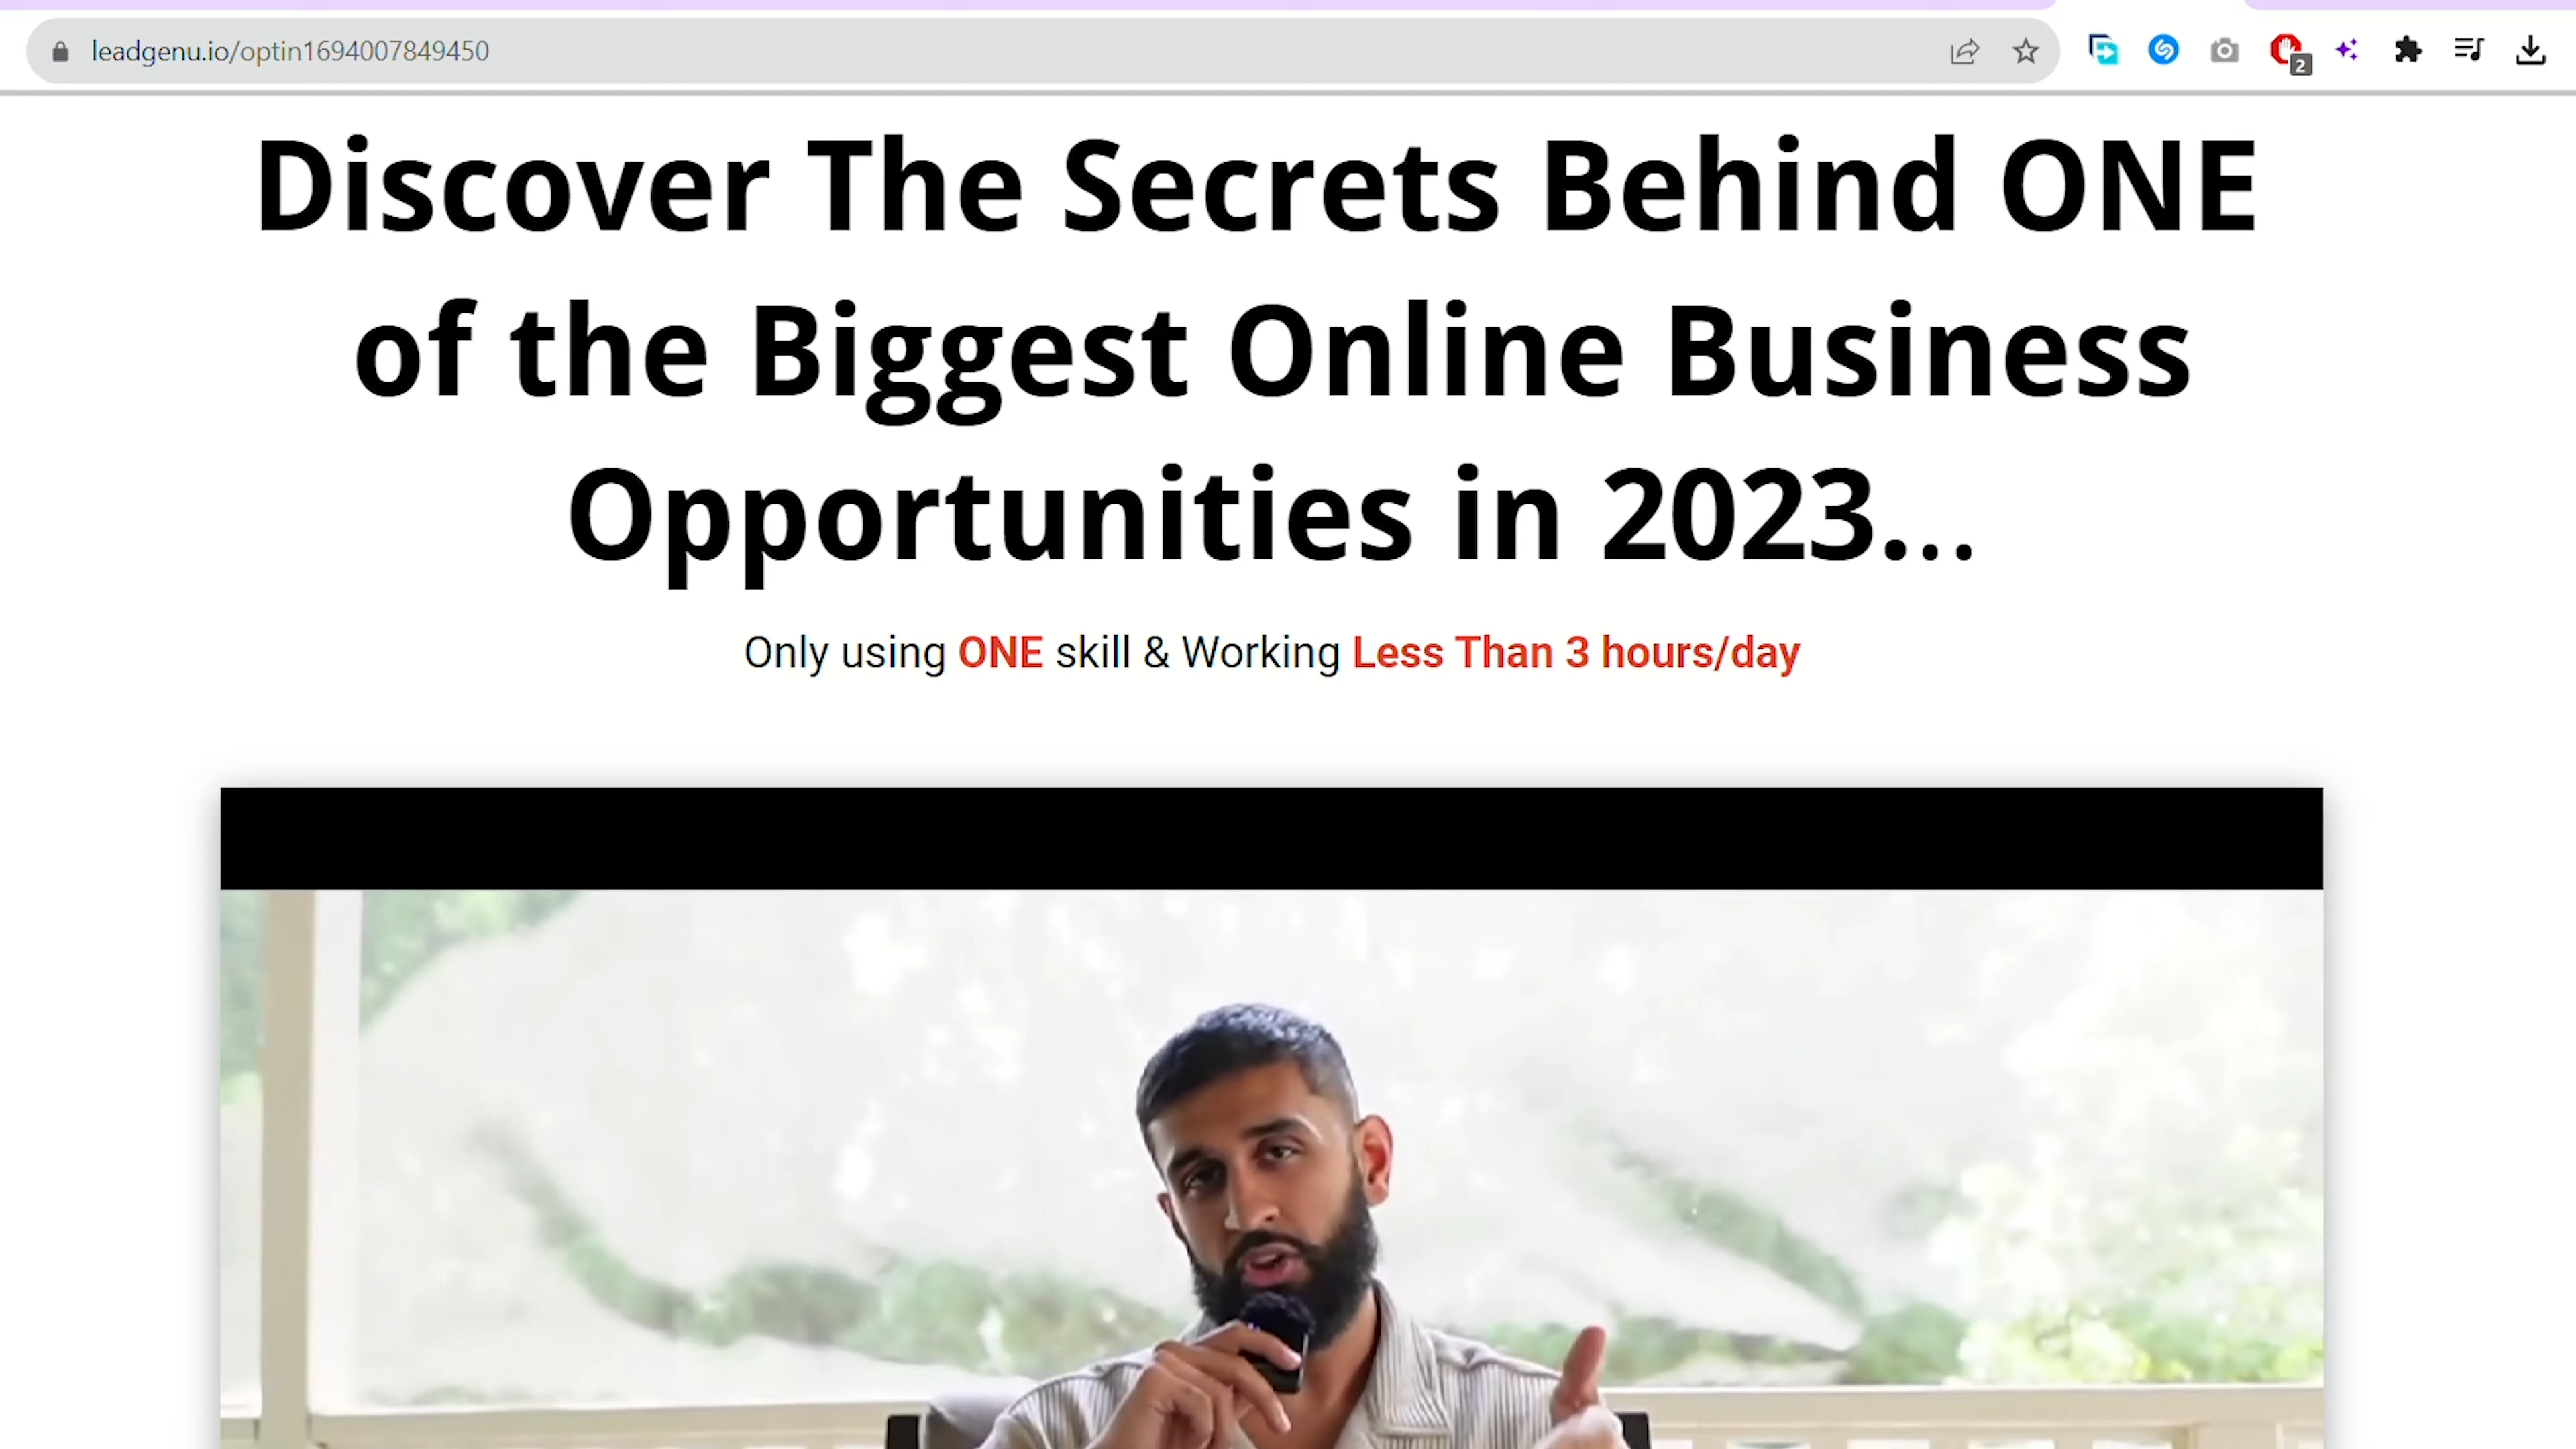 leadgenu.io/optin1694007849450
2
Discover The Secrets Behind ONE
of the Biggest Online Business
Opportunities in 2023...
Only using ONE skill & Working Less Than 3 hours/day